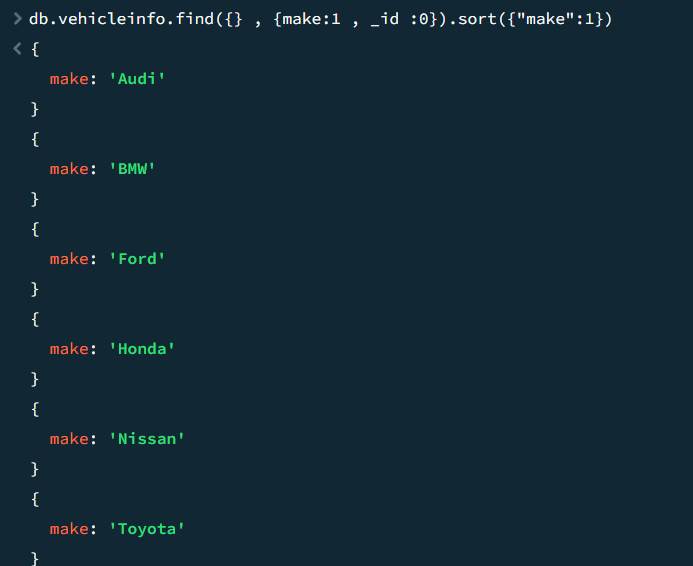 db.vehicleinfo.find({} , {make:1 , _id :0}).sort({"make":1})
{
make: 'Audi'
}
{
make: 'BMW'
}
{
make: 'Ford'
}
{
make: 'Honda'
}
{
make: 'Nissan'
}
{
make: 'Toyota'
}